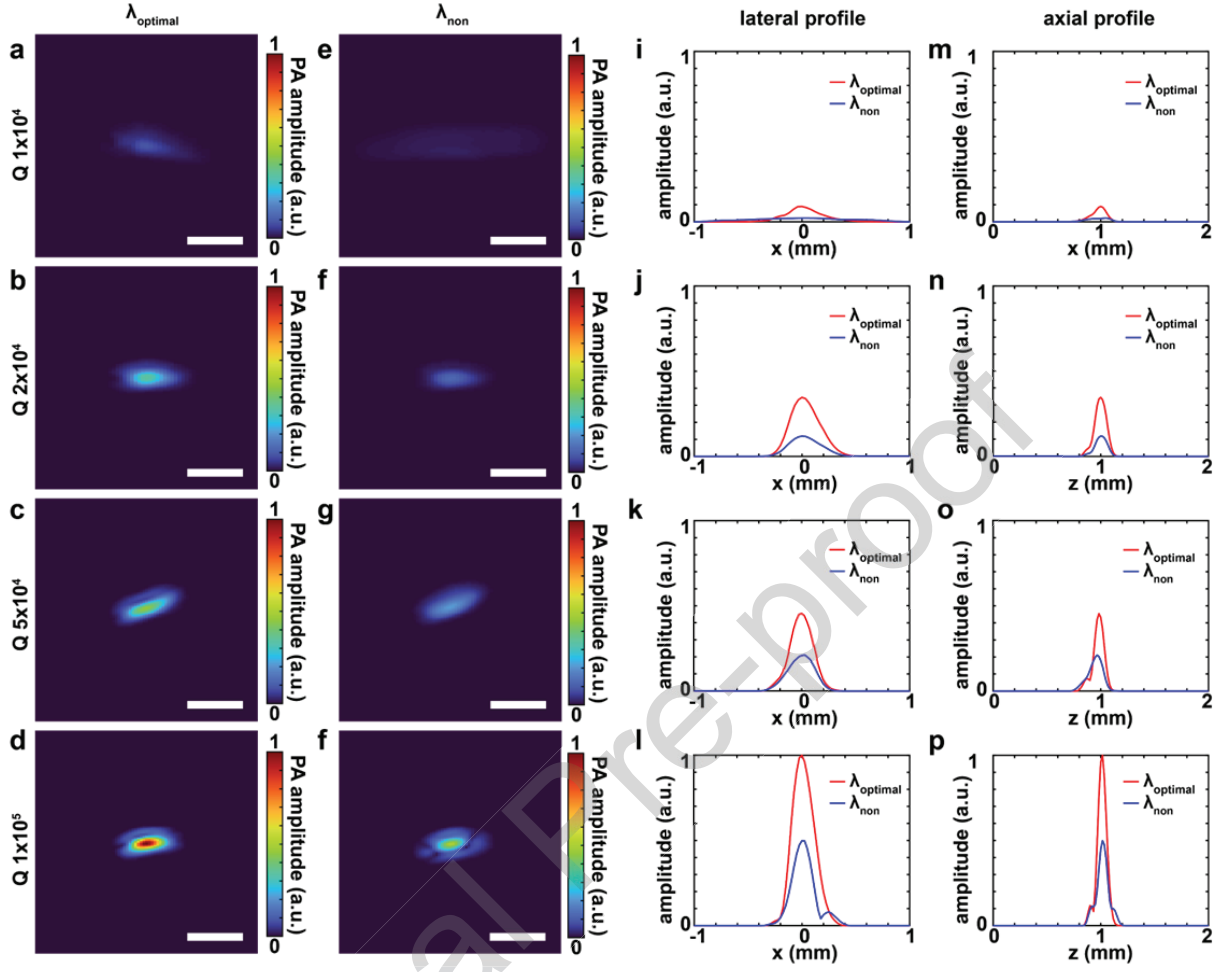 λoptimal
λnon
lateral profile
axial profile
a
Q 1x10⁴
1
PA amplitude (a.u.)
0
e
1
PA amplitude (a.u.)
0
i
1
amplitude (a.u.)
0
-1
0
1
x (mm)
λoptimal
λnon
m
1
amplitude (a.u.)
0
0
1
2
x (mm)
λoptimal
λnon
b
Q 2x10⁴
1
PA amplitude (a.u.)
0
f
1
PA amplitude (a.u.)
0
j
1
amplitude (a.u.)
0
-1
0
1
x (mm)
λoptimal
λnon
n
1
amplitude (a.u.)
0
0
1
2
z (mm)
λoptimal
λnon
c
Q 5x10⁴
1
PA amplitude (a.u.)
0
g
1
PA amplitude (a.u.)
0
k
1
amplitude (a.u.)
0
-1
0
1
x (mm)
λoptimal
λnon
o
1
amplitude (a.u.)
0
0
1
2
z (mm)
λoptimal
λnon
d
Q 1x10⁵
1
PA amplitude (a.u.)
0
f
1
PA amplitude (a.u.)
0
l
1
amplitude (a.u.)
0
-1
0
1
x (mm)
λoptimal
λnon
p
1
amplitude (a.u.)
0
0
1
2
z (mm)
λoptimal
λnon
al Pre-proof